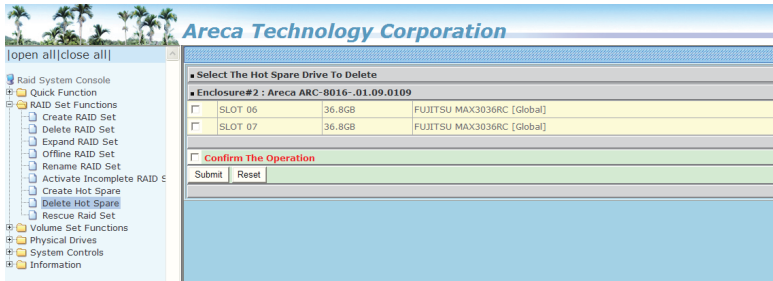 Areca Technology Corporation
|open all|close all|
Raid System Console
Quick Function
RAID Set Functions
Create RAID Set
Delete RAID Set
Expand RAID Set
Offline RAID Set
Rename RAID Set
Activate Incomplete RAID S
Create Hot Spare
Delete Hot Spare
Rescue Raid Set
Volume Set Functions
Physical Drives
System Controls
Information
Select The Hot Spare Drive To Delete
Enclosure#2 : Areca ARC-8016-.01.09.0109
SLOT 06 36.8GB FUJITSU MAX3036RC [Global]
SLOT 07 36.8GB FUJITSU MAX3036RC [Global]
Confirm The Operation
Submit Reset